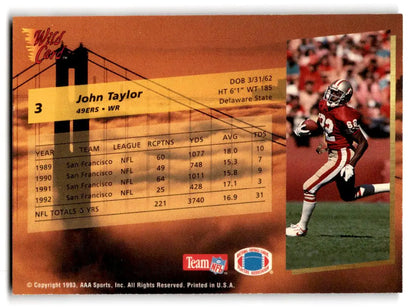 Wild Card
3
John Taylor
49ERS • WR
DOB 3/31/62
HT 6'1" WT 185
Delaware State
YEAR TEAM LEAGUE RCPTNS YDS AVG TDS
1989 San Francisco NFL 60 1077 18.0 10
1990 San Francisco NFL 49 748 15.3 7
1991 San Francisco NFL 64 1011 15.8 9
1992 San Francisco NFL 25 428 17.1 3
NFL TOTALS 5 YRS 221 3740 16.9 31
82
Team NFL
© Copyright 1993, AAA Sports, Inc. All Rights Reserved. Printed in U.S.A.